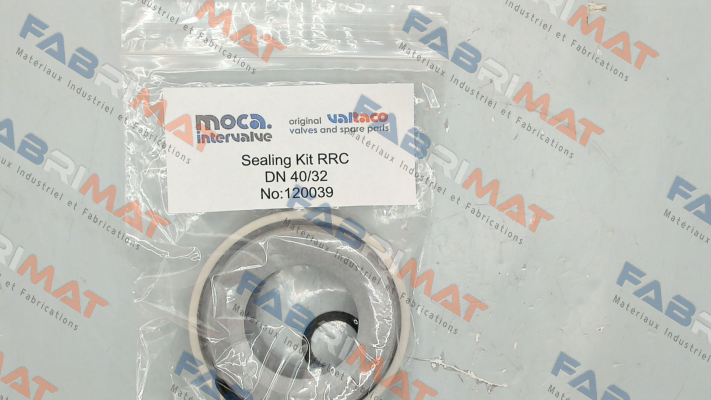 moca. original valtaco
intervalve valves and spare parts
Sealing Kit RRC
DN 40/32
No:120039
FABRIMAT
Materiaux Industriel et Fabrications